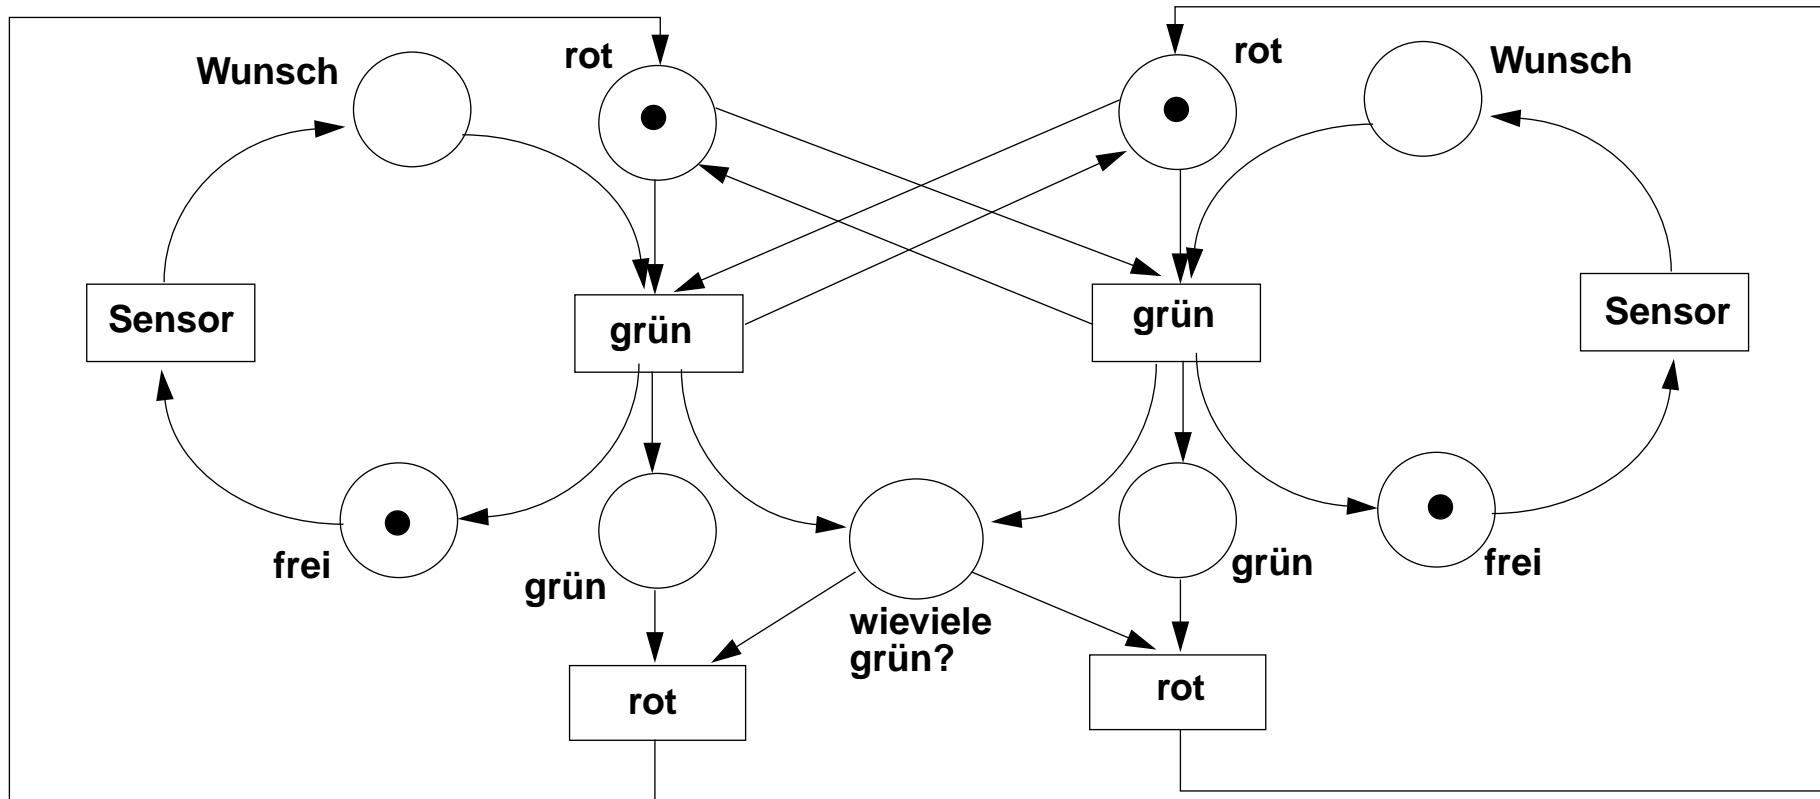 Wunsch
rot
rot
Wunsch
Sensor
grün
grün
Sensor
frei
grün
wieviele
grün?
grün
frei
rot
rot